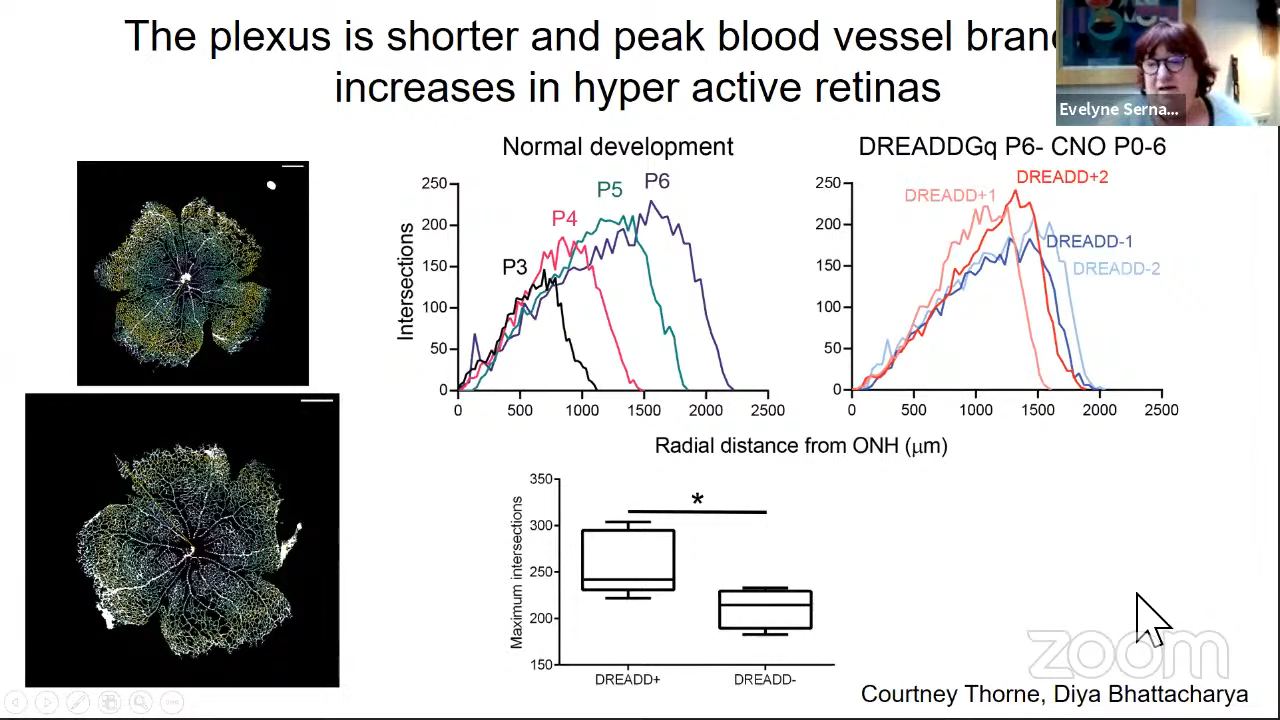 The plexus is shorter and peak blood vessel
increases in hyper active retinas
Evelyne Serna...
Normal development
DREADDGq P6- CNO P0-6
250
200
150
100
50
0
Intersections
P3
P4
P5
P6
0 500 1000 1500 2000 2500
250
200
150
100
50
0
DREADD+1
DREADD+2
DREADD-1
DREADD-2
0 500 1000 1500 2000 2500
Radial distance from ONH (μm)
350
300
250
200
150
Maximum intersections
*
DREADD+ DREADD-
zoom
Courtney Thorne, Diya Bhattacharya